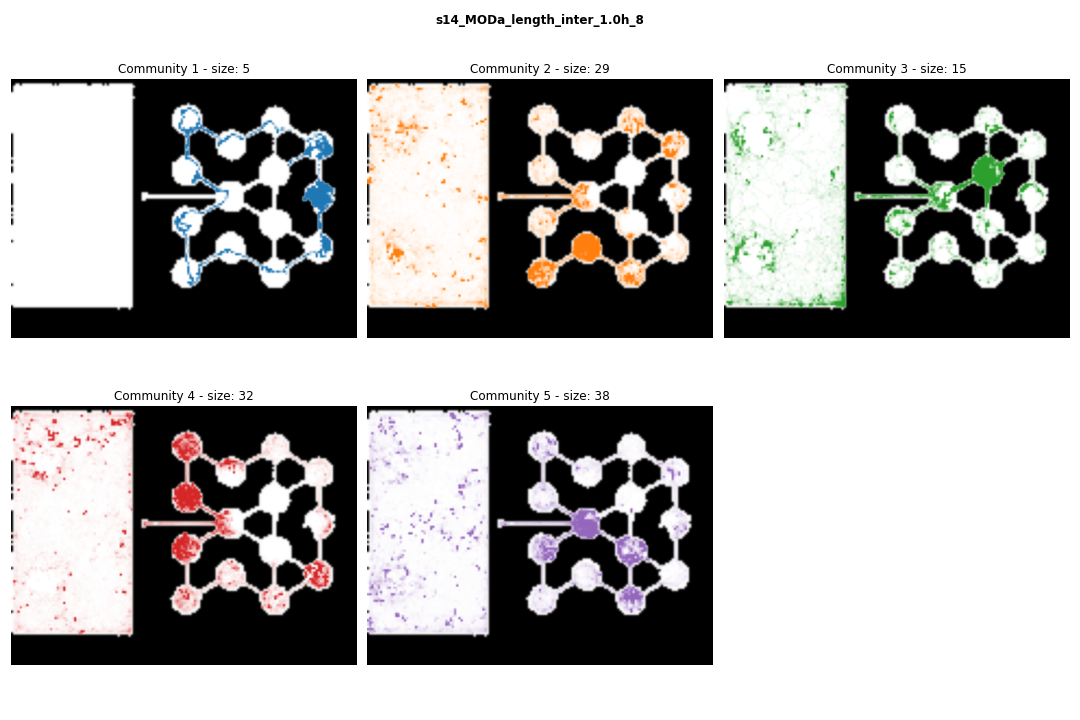 s14_MODa_length_inter_1.0h_8
Community 1 - size: 5
Community 2 - size: 29
Community 3 - size: 15
Community 4 - size: 32
Community 5 - size: 38